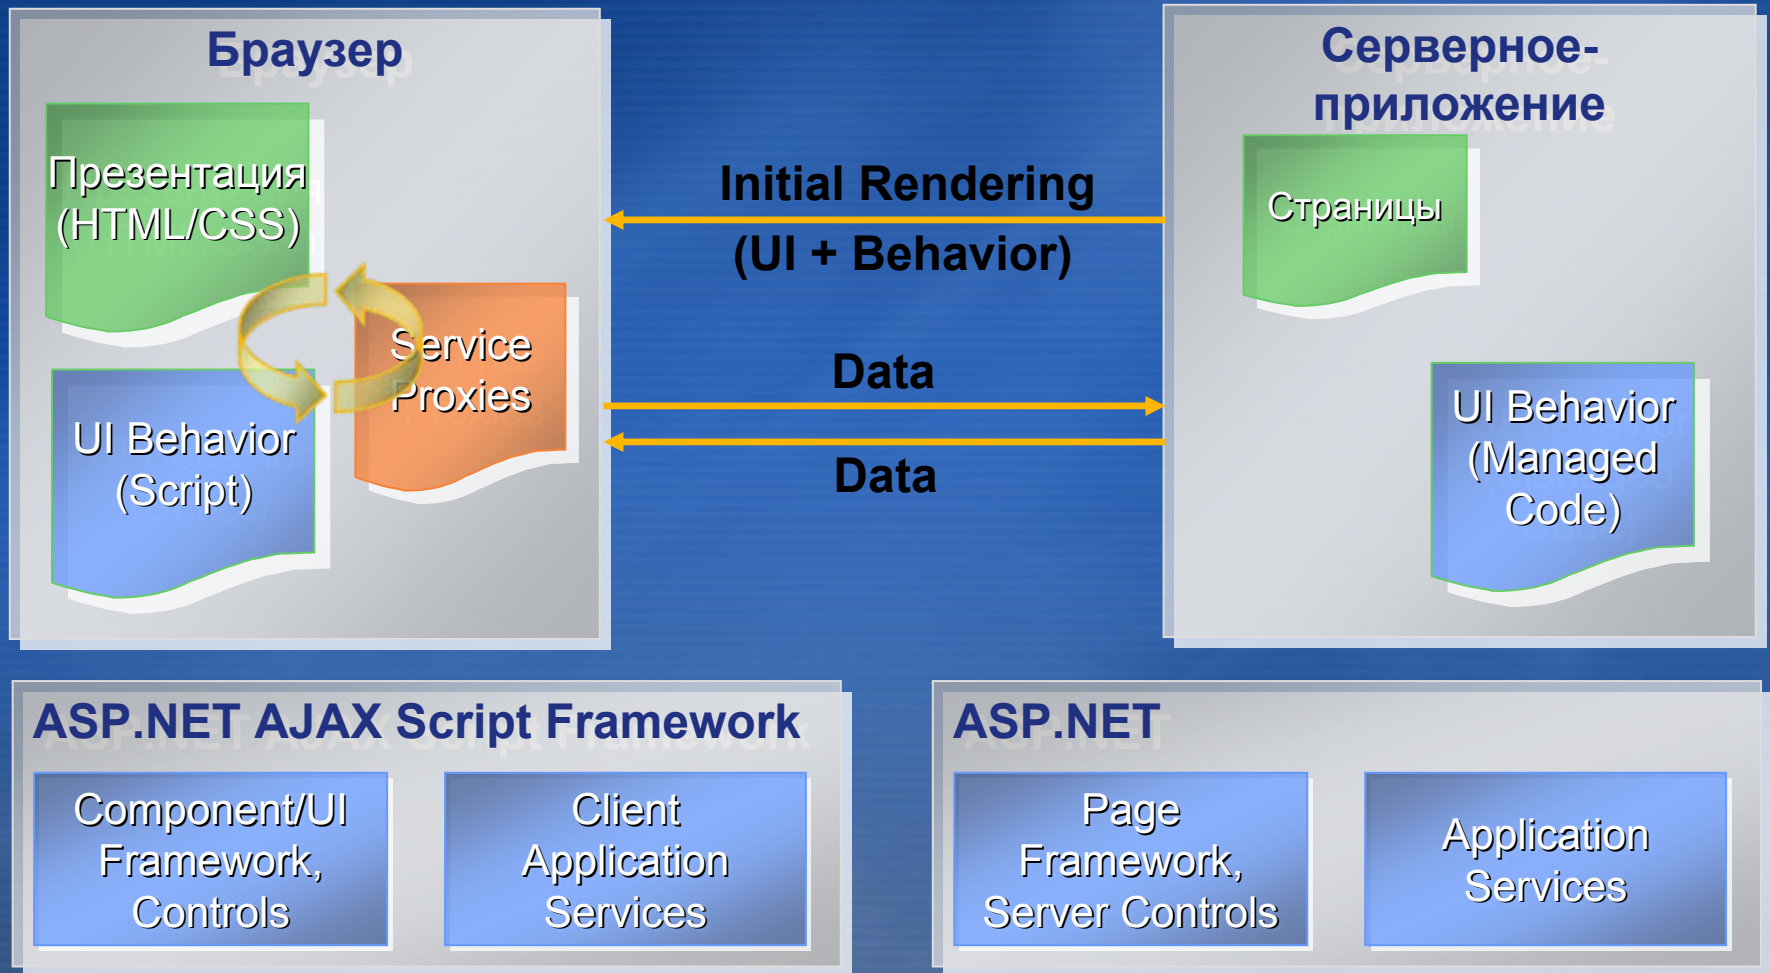 Браузер
Презентация
(HTML/CSS)
Service
Proxies
UI Behavior
(Script)
Initial Rendering
(UI + Behavior)
Data
Data
Серверное-
приложение
Страницы
UI Behavior
(Managed
Code)
ASP.NET AJAX Script Framework
Component/UI
Framework,
Controls
Client
Application
Services
ASP.NET
Page
Framework,
Server Controls
Application
Services